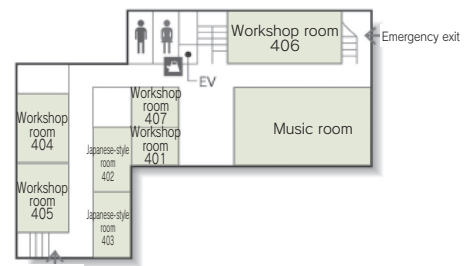 Workshop room
406
Emergency exit
EV
Workshop
room
407
Workshop
room
404
Workshop
room
401
Music room
Japanese-style
room
402
Workshop
room
405
Japanese-style
room
403